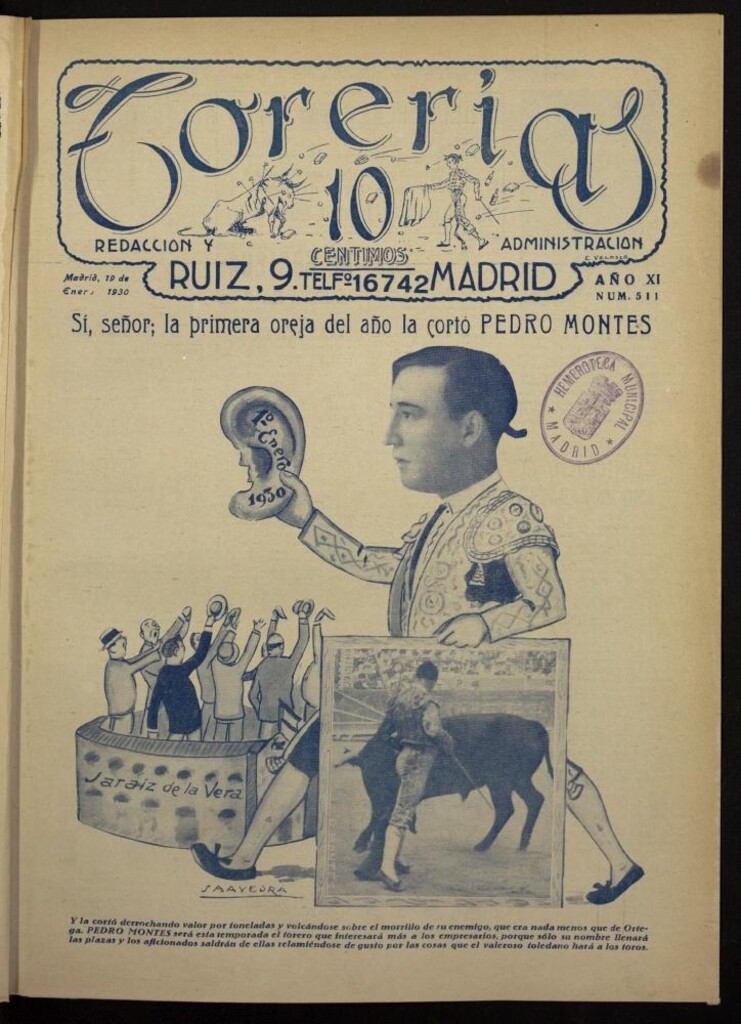 Torerías
10
CENTIMOS
REDACCION Y
ADMINISTRACION
RUIZ, 9. TELFº 16742 MADRID
Madrid, 19 de
Enero 1930
AÑO XI
NUM. 511
Sí, señor; la primera oreja del año la cortó PEDRO MONTES
HEMEROTECA MUNICIPAL
★ MADRID ★
1º Enero
1930
Jaraiz de la Vera
SAAVEDRA
Y la cortó derrochando valor por toneladas y volcándose sobre el morrillo de su enemigo, que era nada menos que de Orte-
ga. PEDRO MONTES será esta temporada el torero que interesará más a los empresarios, porque sólo su nombre llenará
las plazas y los aficionados saldrán de ellas relamiéndose de gusto por las cosas que el valeroso toledano hará a los toros.